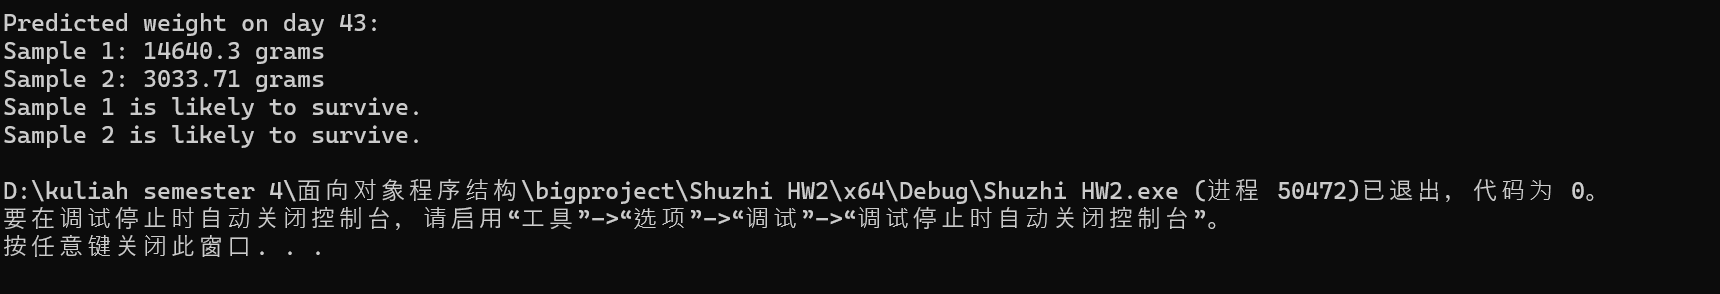 Predicted weight on day 43:
Sample 1: 14640.3 grams
Sample 2: 3033.71 grams
Sample 1 is likely to survive.
Sample 2 is likely to survive.
D:\kuliah semester 4\面向对象程序结构\bigproject\Shuzhi HW2\x64\Debug\Shuzhi HW2.exe (进程 50472)已退出，代码为 0。
要在调试停止时自动关闭控制台，请启用“工具”->“选项”->“调试”->“调试停止时自动关闭控制台”。
按任意键关闭此窗口. . .